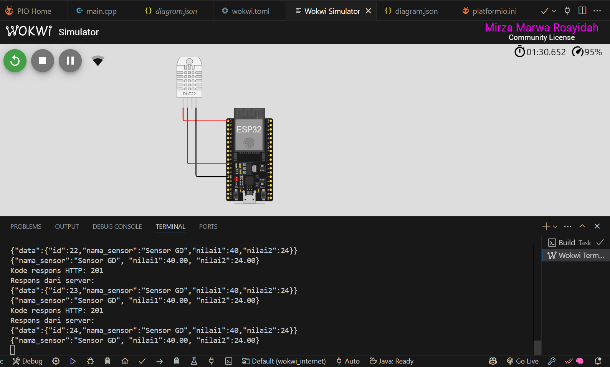 PIO Home
main.cpp
diagram.json
wokwi.toml
Wokwi Simulator
diagram.json
platformio.ini
WOKWI Simulator
Mirza Marwa Rosyidah
Community License
01:30.652
95%
DHT22
ESP32
PROBLEMS
OUTPUT
DEBUG CONSOLE
TERMINAL
PORTS
Build Task
Wokwi Term...
{"data":{"id":22,"nama_sensor":"Sensor GD","nilai1":40,"nilai2":24}}
{"nama_sensor":"Sensor GD", "nilai1":40.00, "nilai2":24.00}
Kode respons HTTP: 201
Respons dari server:
{"data":{"id":23,"nama_sensor":"Sensor GD","nilai1":40,"nilai2":24}}
{"nama_sensor":"Sensor GD", "nilai1":40.00, "nilai2":24.00}
Kode respons HTTP: 201
Respons dari server:
{"data":{"id":24,"nama_sensor":"Sensor GD","nilai1":40,"nilai2":24}}
{"nama_sensor":"Sensor GD", "nilai1":40.00, "nilai2":24.00}
Debug
Default (wokwi_internet)
Auto
Java: Ready
Go Live